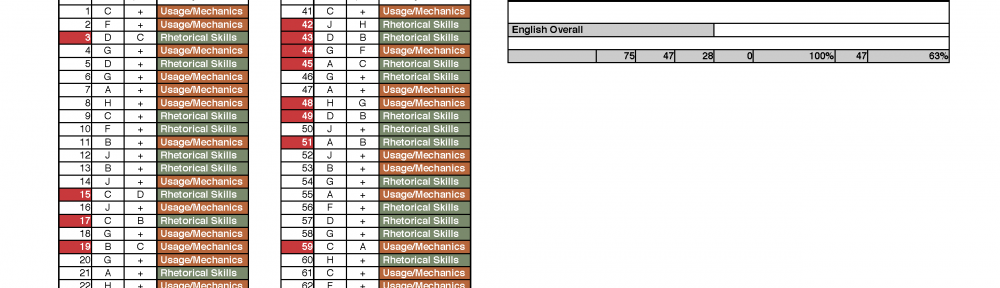 1 C + Usage/Mechanics
2 F + Usage/Mechanics
3 D C Rhetorical Skills
4 G + Usage/Mechanics
5 D + Rhetorical Skills
6 G + Usage/Mechanics
7 A + Usage/Mechanics
8 H + Usage/Mechanics
9 C + Rhetorical Skills
10 F + Rhetorical Skills
11 B + Usage/Mechanics
12 J + Rhetorical Skills
13 B + Rhetorical Skills
14 J + Usage/Mechanics
15 C D Rhetorical Skills
16 J + Usage/Mechanics
17 C B Rhetorical Skills
18 G + Usage/Mechanics
19 B C Usage/Mechanics
20 G + Usage/Mechanics
21 A + Rhetorical Skills
22 H + Usage/Mechanics
41 C + Usage/Mechanics
42 J H Rhetorical Skills
43 D B Rhetorical Skills
44 G F Usage/Mechanics
45 A C Rhetorical Skills
46 G + Rhetorical Skills
47 A + Usage/Mechanics
48 H G Usage/Mechanics
49 D B Rhetorical Skills
50 J + Rhetorical Skills
51 A B Rhetorical Skills
52 J + Usage/Mechanics
53 B + Usage/Mechanics
54 G + Rhetorical Skills
55 A + Usage/Mechanics
56 F + Rhetorical Skills
57 D + Rhetorical Skills
58 G + Rhetorical Skills
59 C A Usage/Mechanics
60 H + Rhetorical Skills
61 C + Usage/Mechanics
62 F + Usage/Mechanics
English Overall
75 47 28 0 100% 47 63%